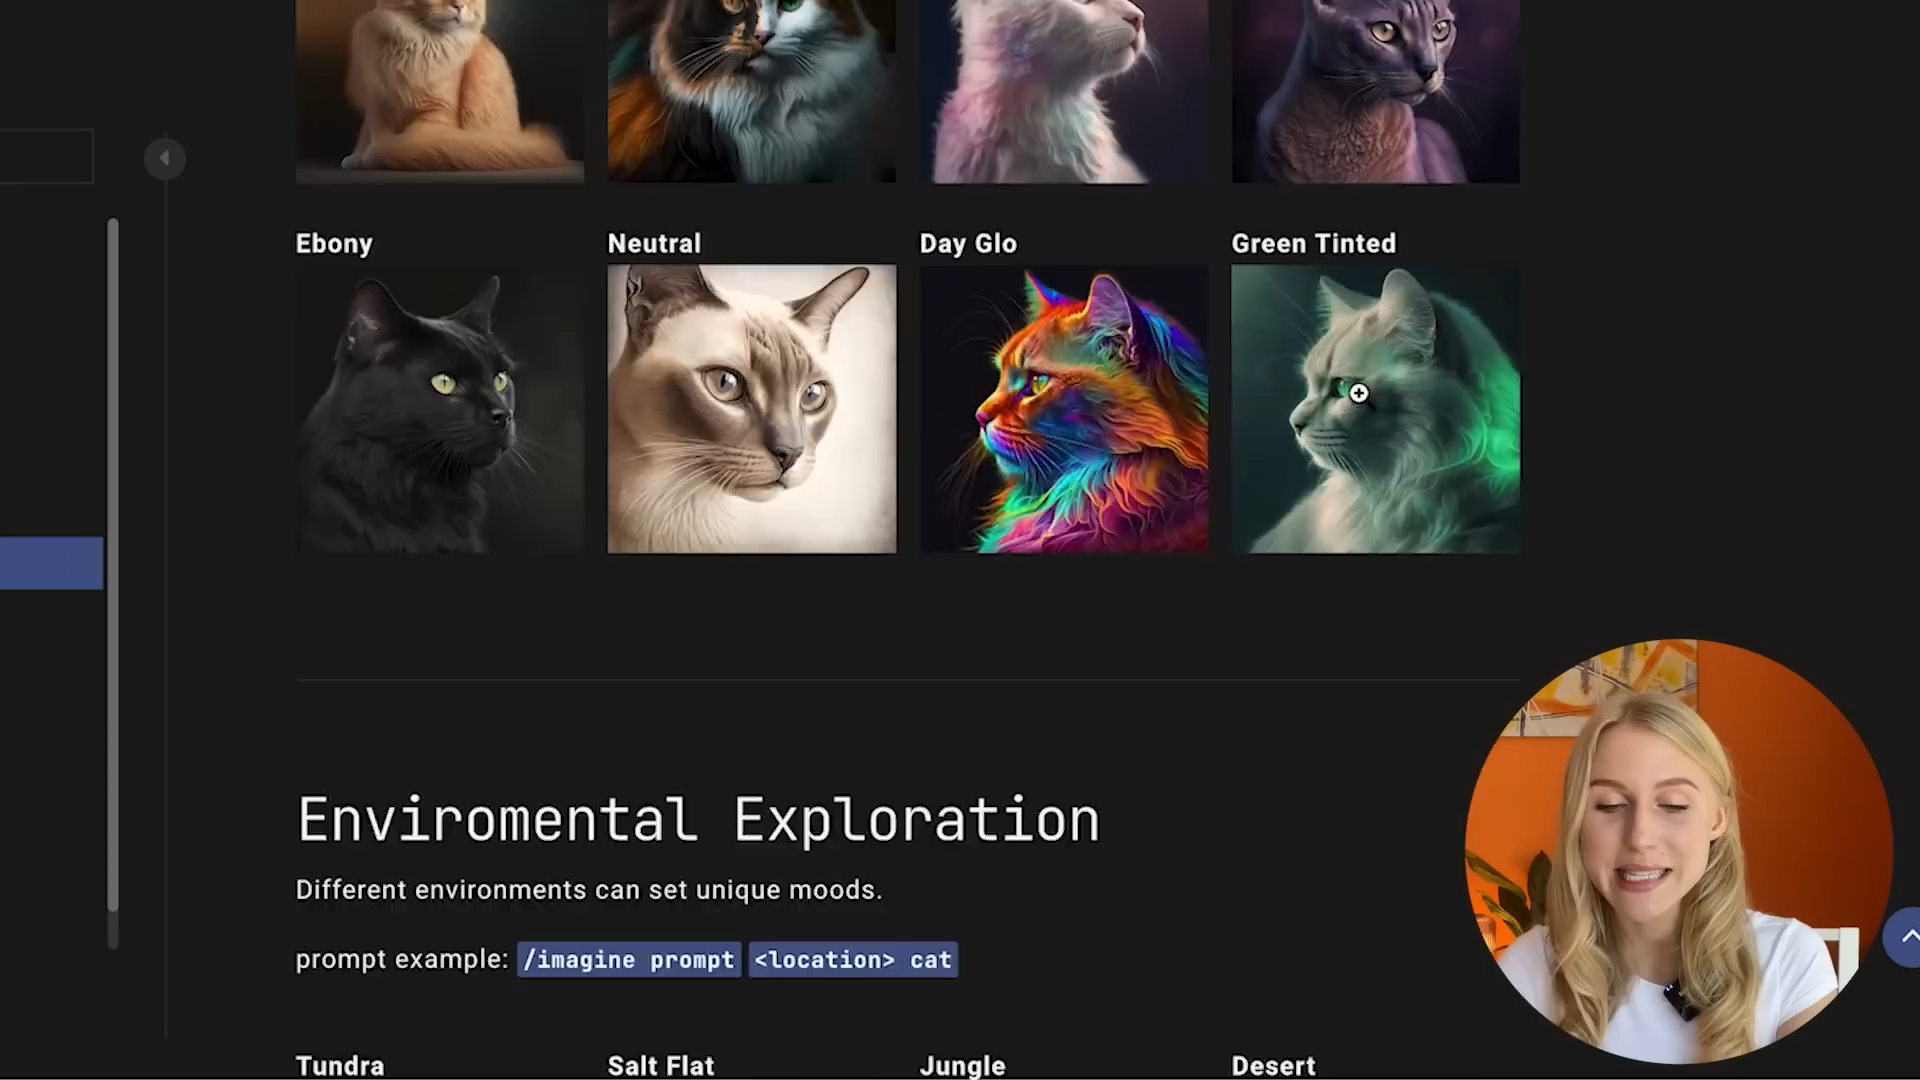 Ebony
Neutral
Day Glo
Green Tinted
Enviromental Exploration
Different environments can set unique moods.
prompt example: /imagine prompt <location> cat
Tundra
Salt Flat
Jungle
Desert